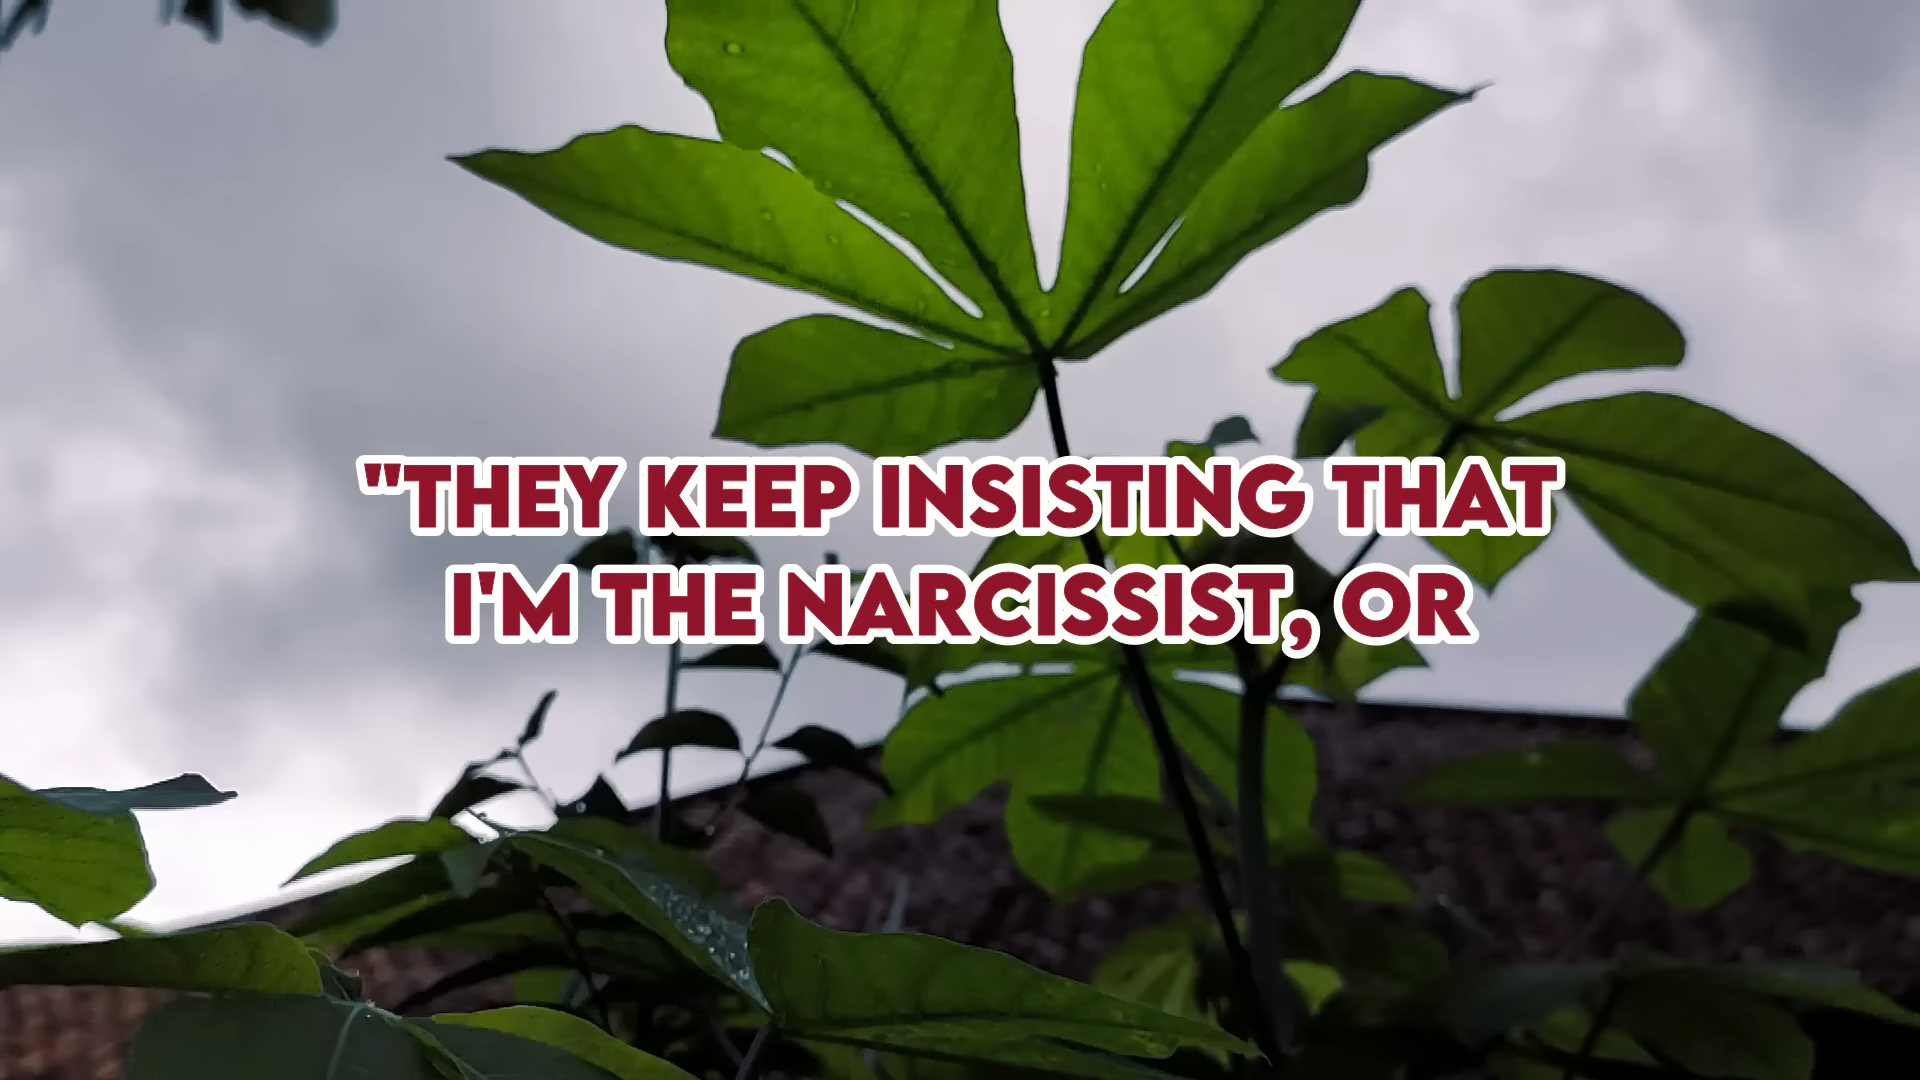 "THEY KEEP INSISTING THAT
I'M THE NARCISSIST, OR